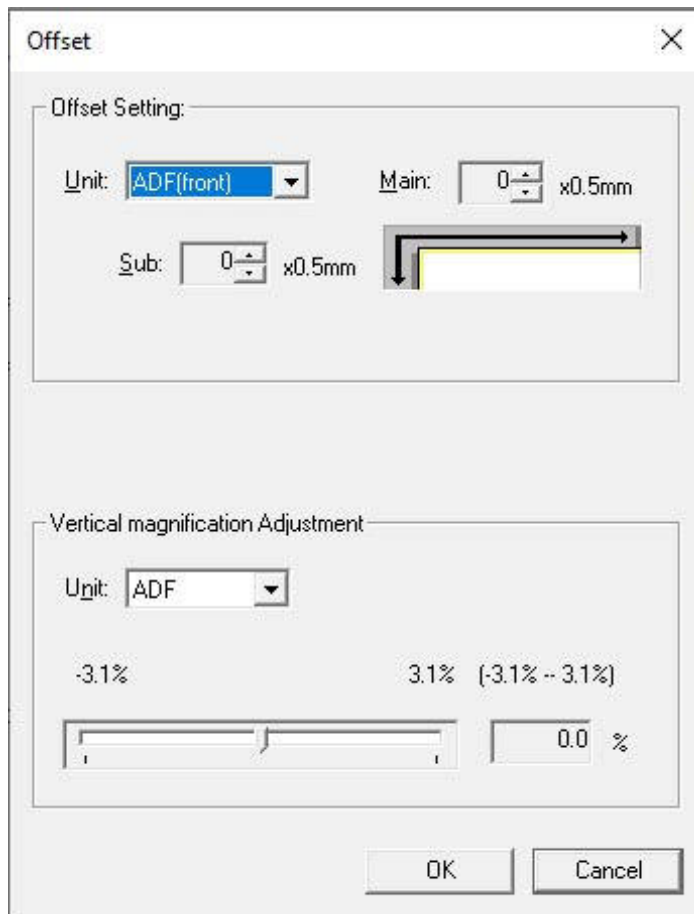 Offset
Offset Setting:
Unit: ADF(front) Main: 0 x0.5mm
Sub: 0 x0.5mm
Vertical magnification Adjustment
Unit: ADF
-3.1% 3.1% (-3.1% -- 3.1%)
0.0 %
OK Cancel